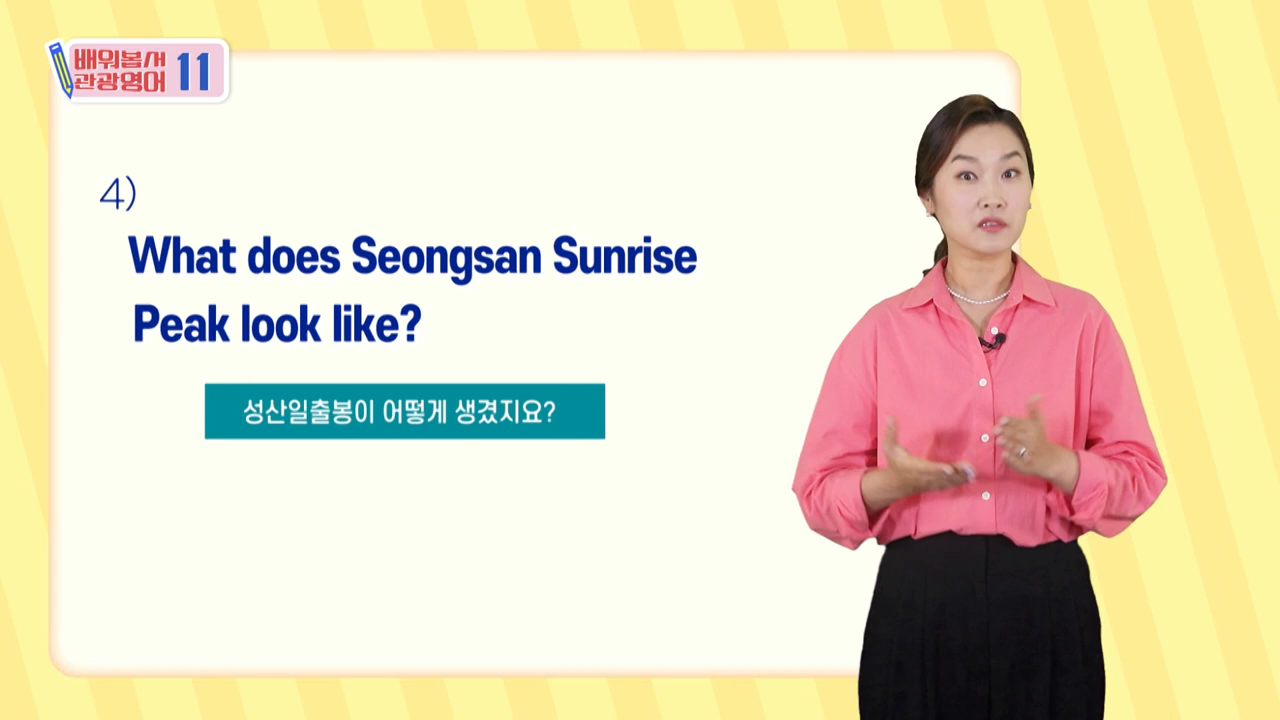 배워봅서
관광영어 11
4)
What does Seongsan Sunrise
Peak look like?
성산일출봉이 어떻게 생겼지요?